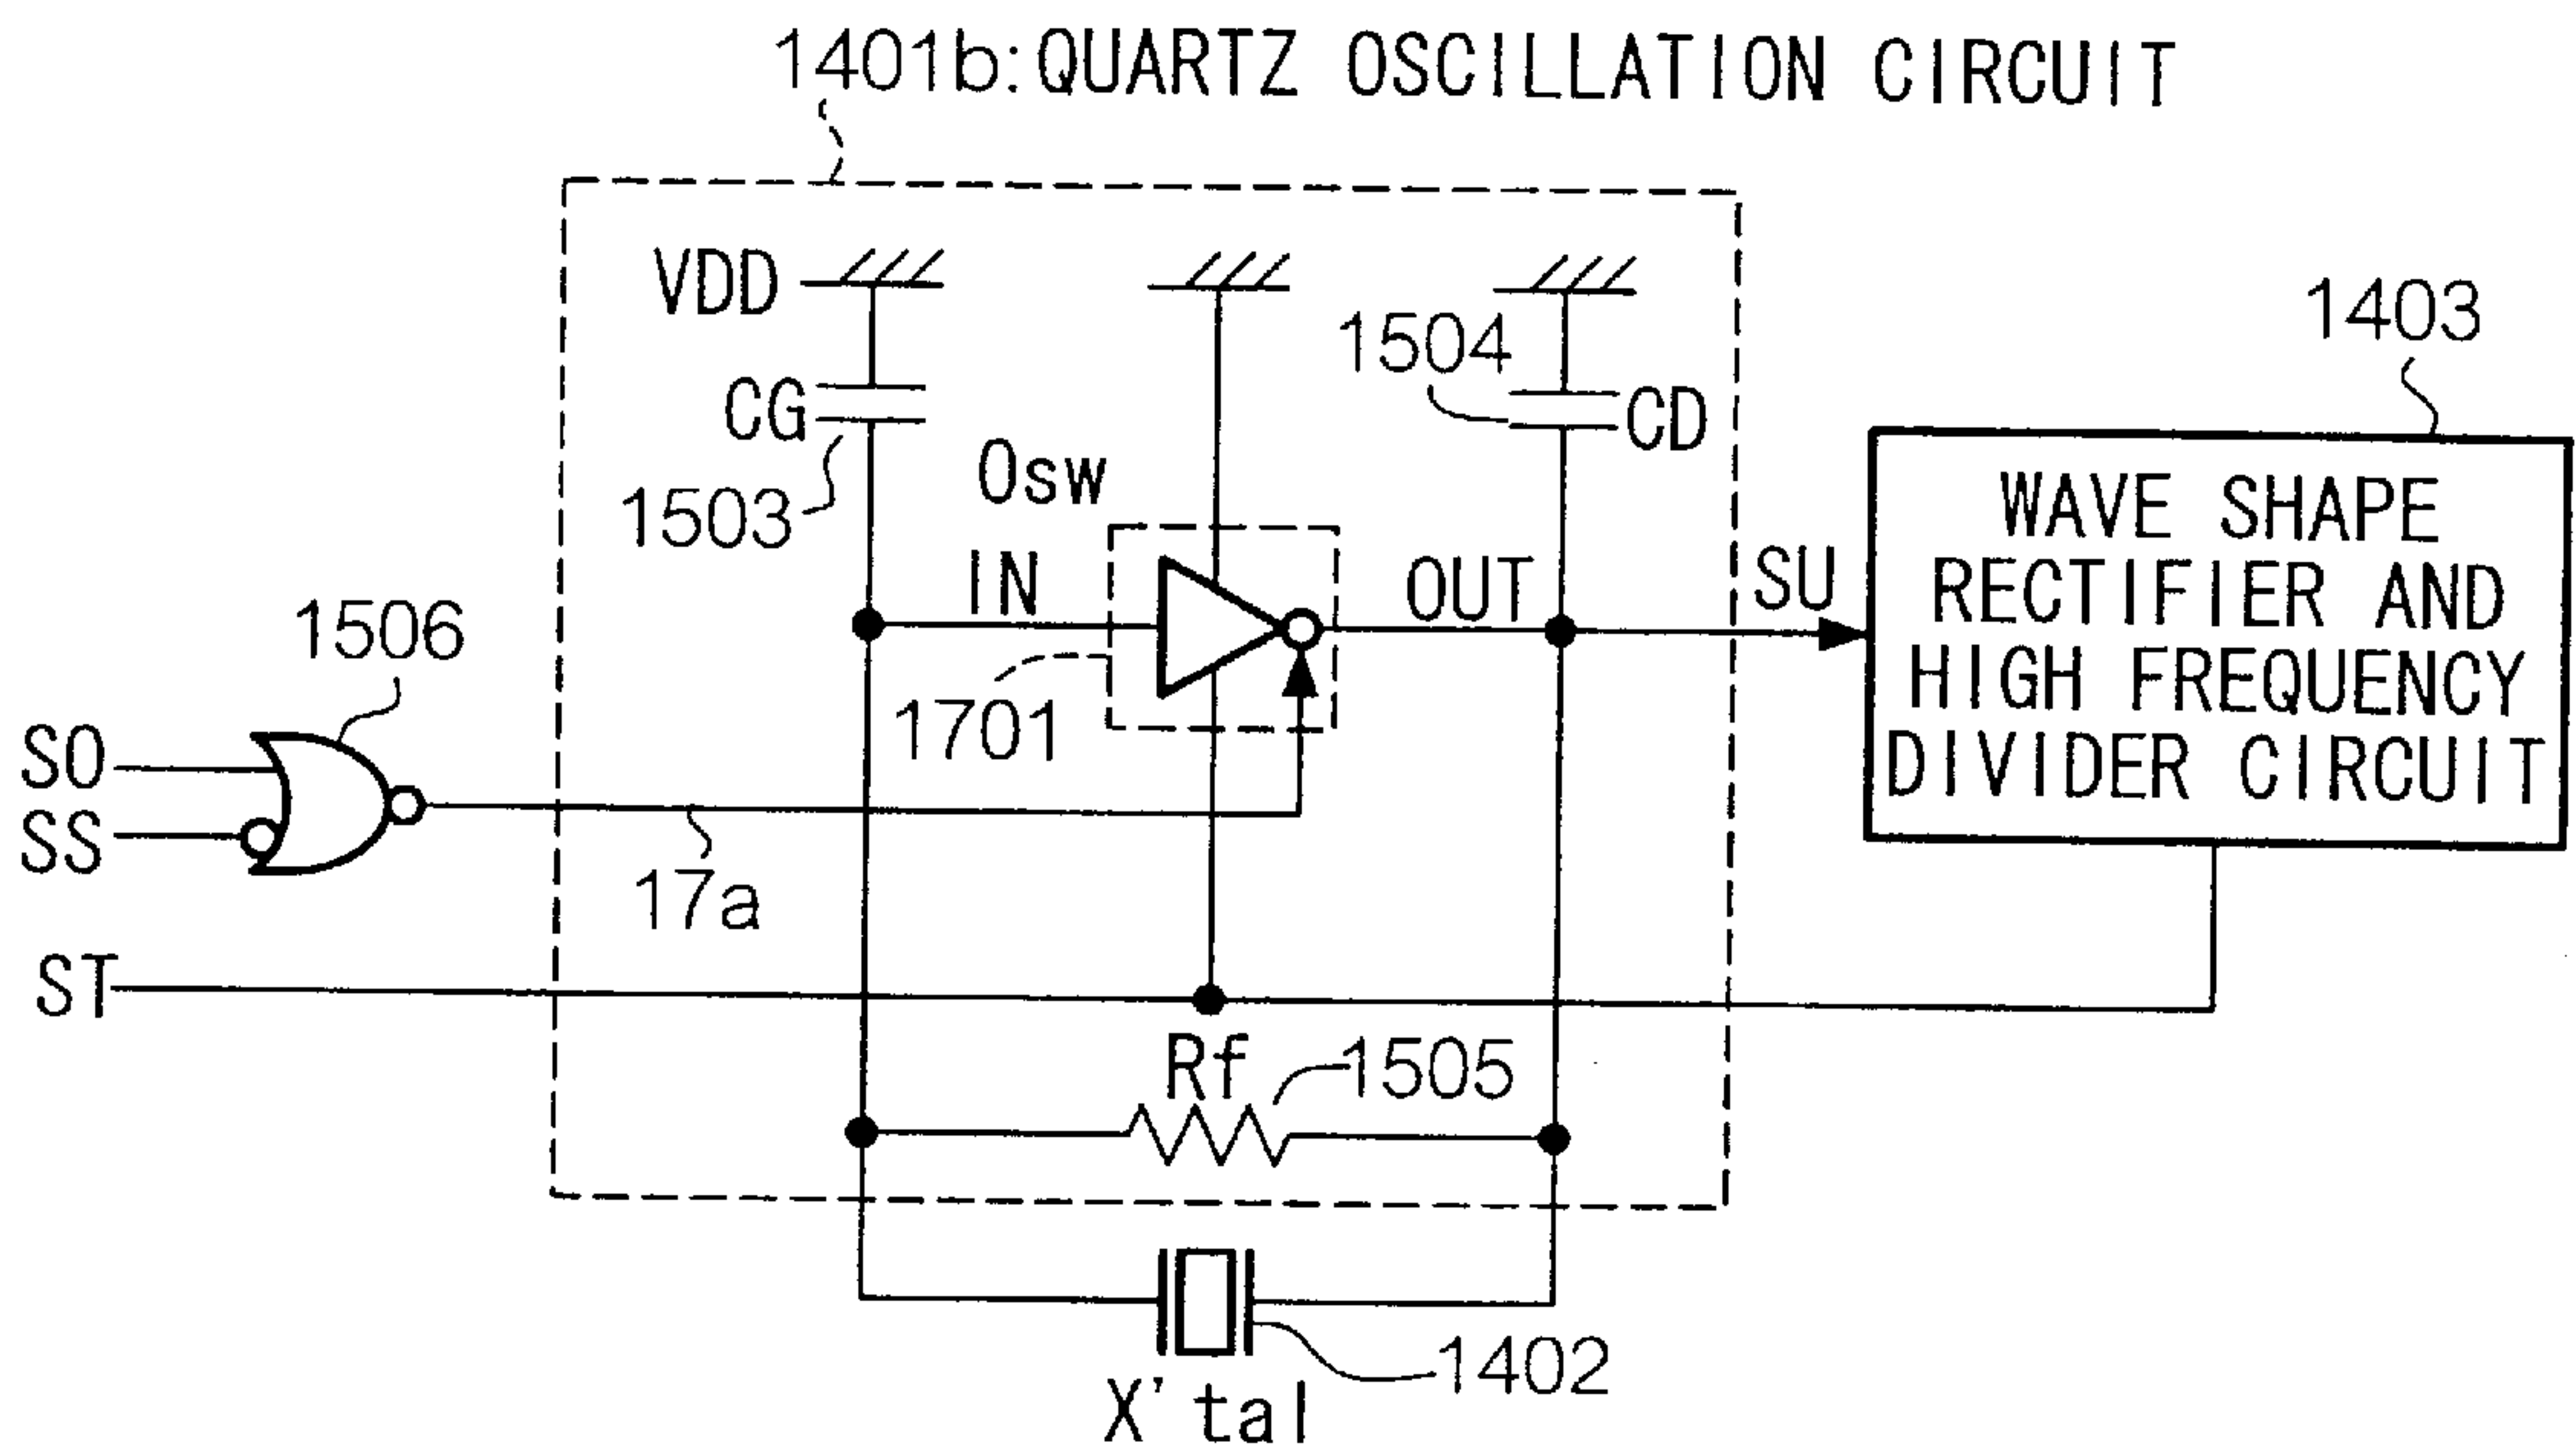 1401b: QUARTZ OSCILLATION CIRCUIT
VDD
CG
1503
Osw
1504
CD
1403
IN
OUT
SU
WAVE SHAPE
RECTIFIER AND
HIGH FREQUENCY
DIVIDER CIRCUIT
1506
1701
SO
SS
17a
ST
Rf
1505
1402
X'tal